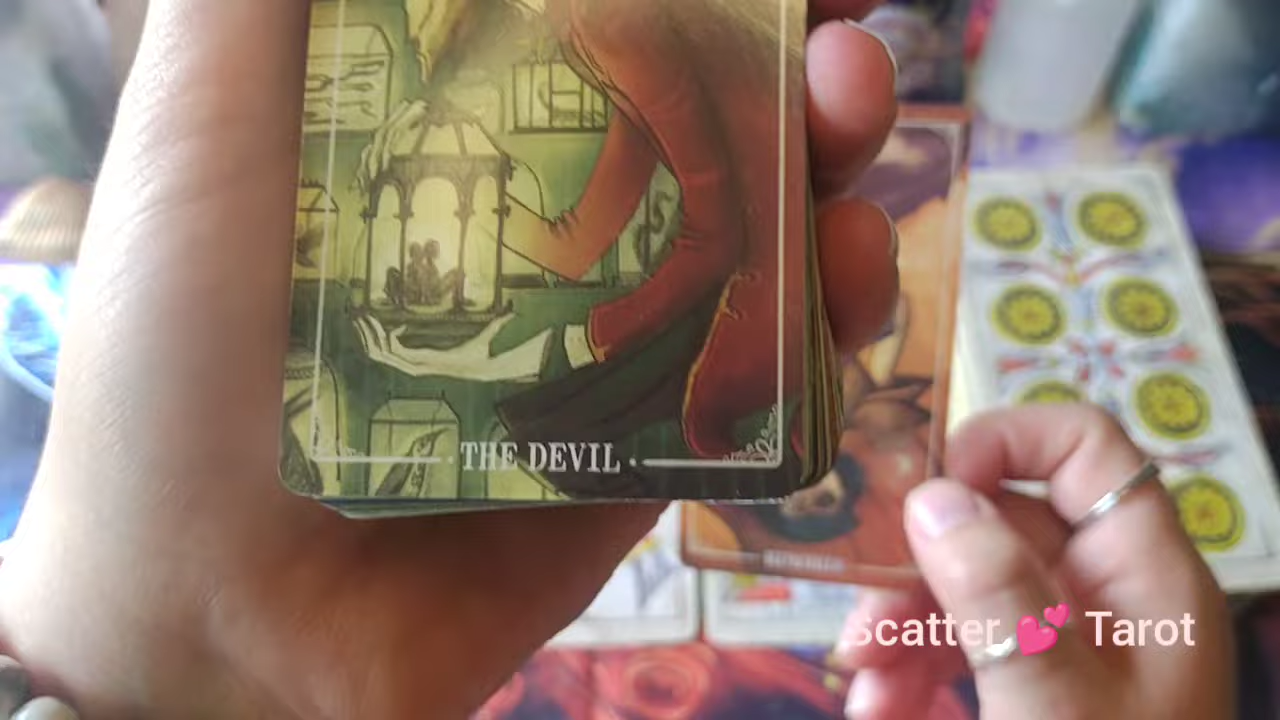 · THE DEVIL ·
Scatter 💕 Tarot